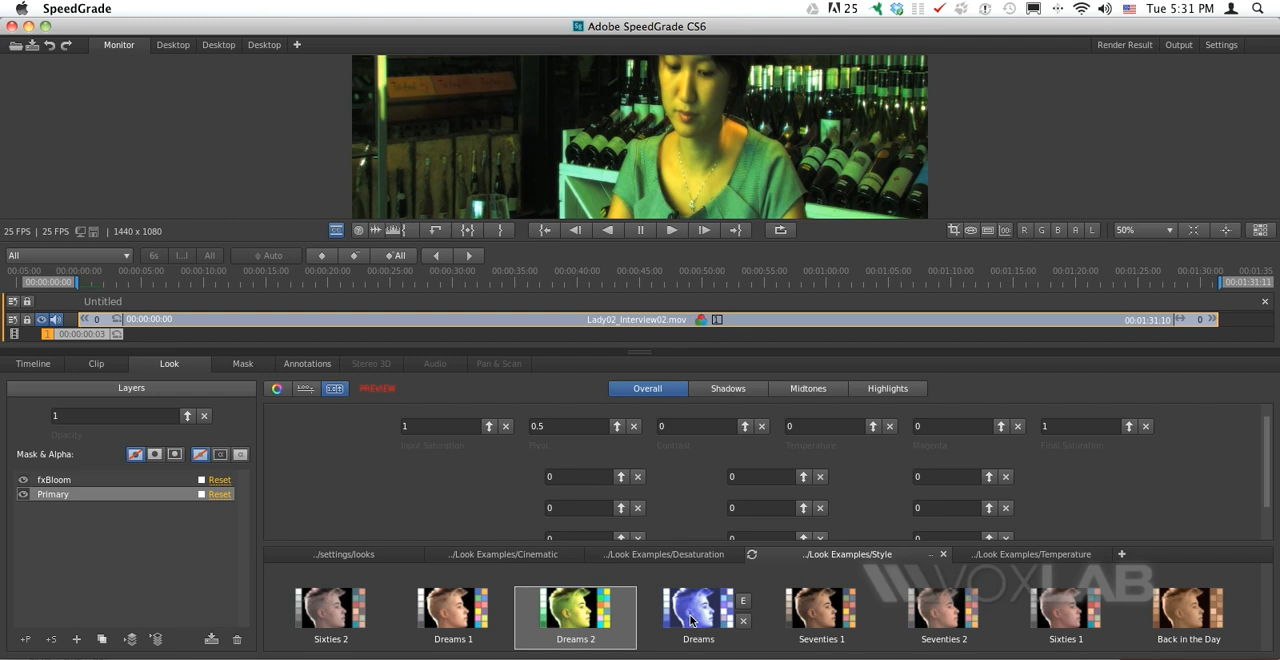 SpeedGrade
25
Tue 5:31 PM
Adobe SpeedGrade CS6
Monitor Desktop Desktop Desktop +
Render Result Output Settings
25 FPS | 25 FPS | 1440 x 1080
R G B A L 50%
All 6s I...I All Auto All
00:05:00 00:00:00:00 00:00:05:00 00:00:10:00 00:00:15:00 00:00:20:00 00:00:25:00 00:00:30:00 00:00:35:00 00:00:40:00 00:00:45:00 00:00:50:00 00:00:55:00 00:01:00:00 00:01:05:00 00:01:10:00 00:01:15:00 00:01:20:00 00:01:25:00 00:01:30:00 00:01:35
00:00:00:00 00:01:31:11
Untitled
0 00:00:00:00 Lady02_Interview02.mov 1 00:01:31:10 0
1 00:00:00:03
Timeline Clip Look Mask Annotations Stereo 3D Audio Pan & Scan
Layers
PREVIEW Overall Shadows Midtones Highlights
1
Opacity
1 0.5 0 0 0 1
Input Saturation Pivot Contrast Temperature Magenta Final Saturation
Mask & Alpha:
fxBloom Reset
Primary Reset
0 0 0
0 0 0
0 0 0
../settings/looks ../Look Examples/Cinematic ../Look Examples/Desaturation ../Look Examples/Style ../Look Examples/Temperature +
VOXLAB
E
Sixties 2 Dreams 1 Dreams 2 Dreams Seventies 1 Seventies 2 Sixties 1 Back in the Day
+P +S +